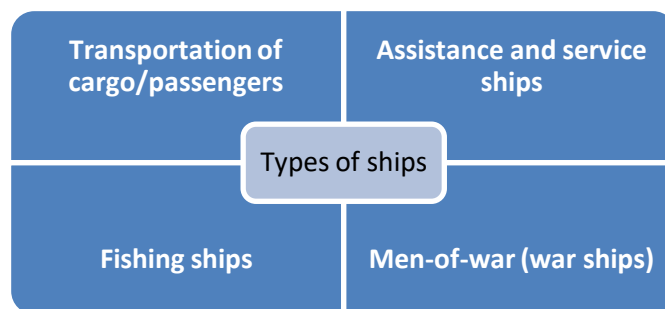 Transportation of
cargo/passengers
Assistance and service
ships
Types of ships
Fishing ships
Men-of-war (war ships)